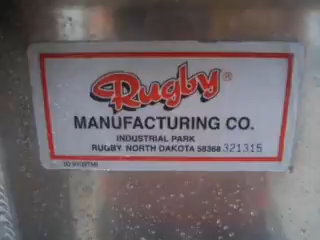 Rugby®
MANUFACTURING CO.
INDUSTRIAL PARK
RUGBY, NORTH DAKOTA 58368 321315